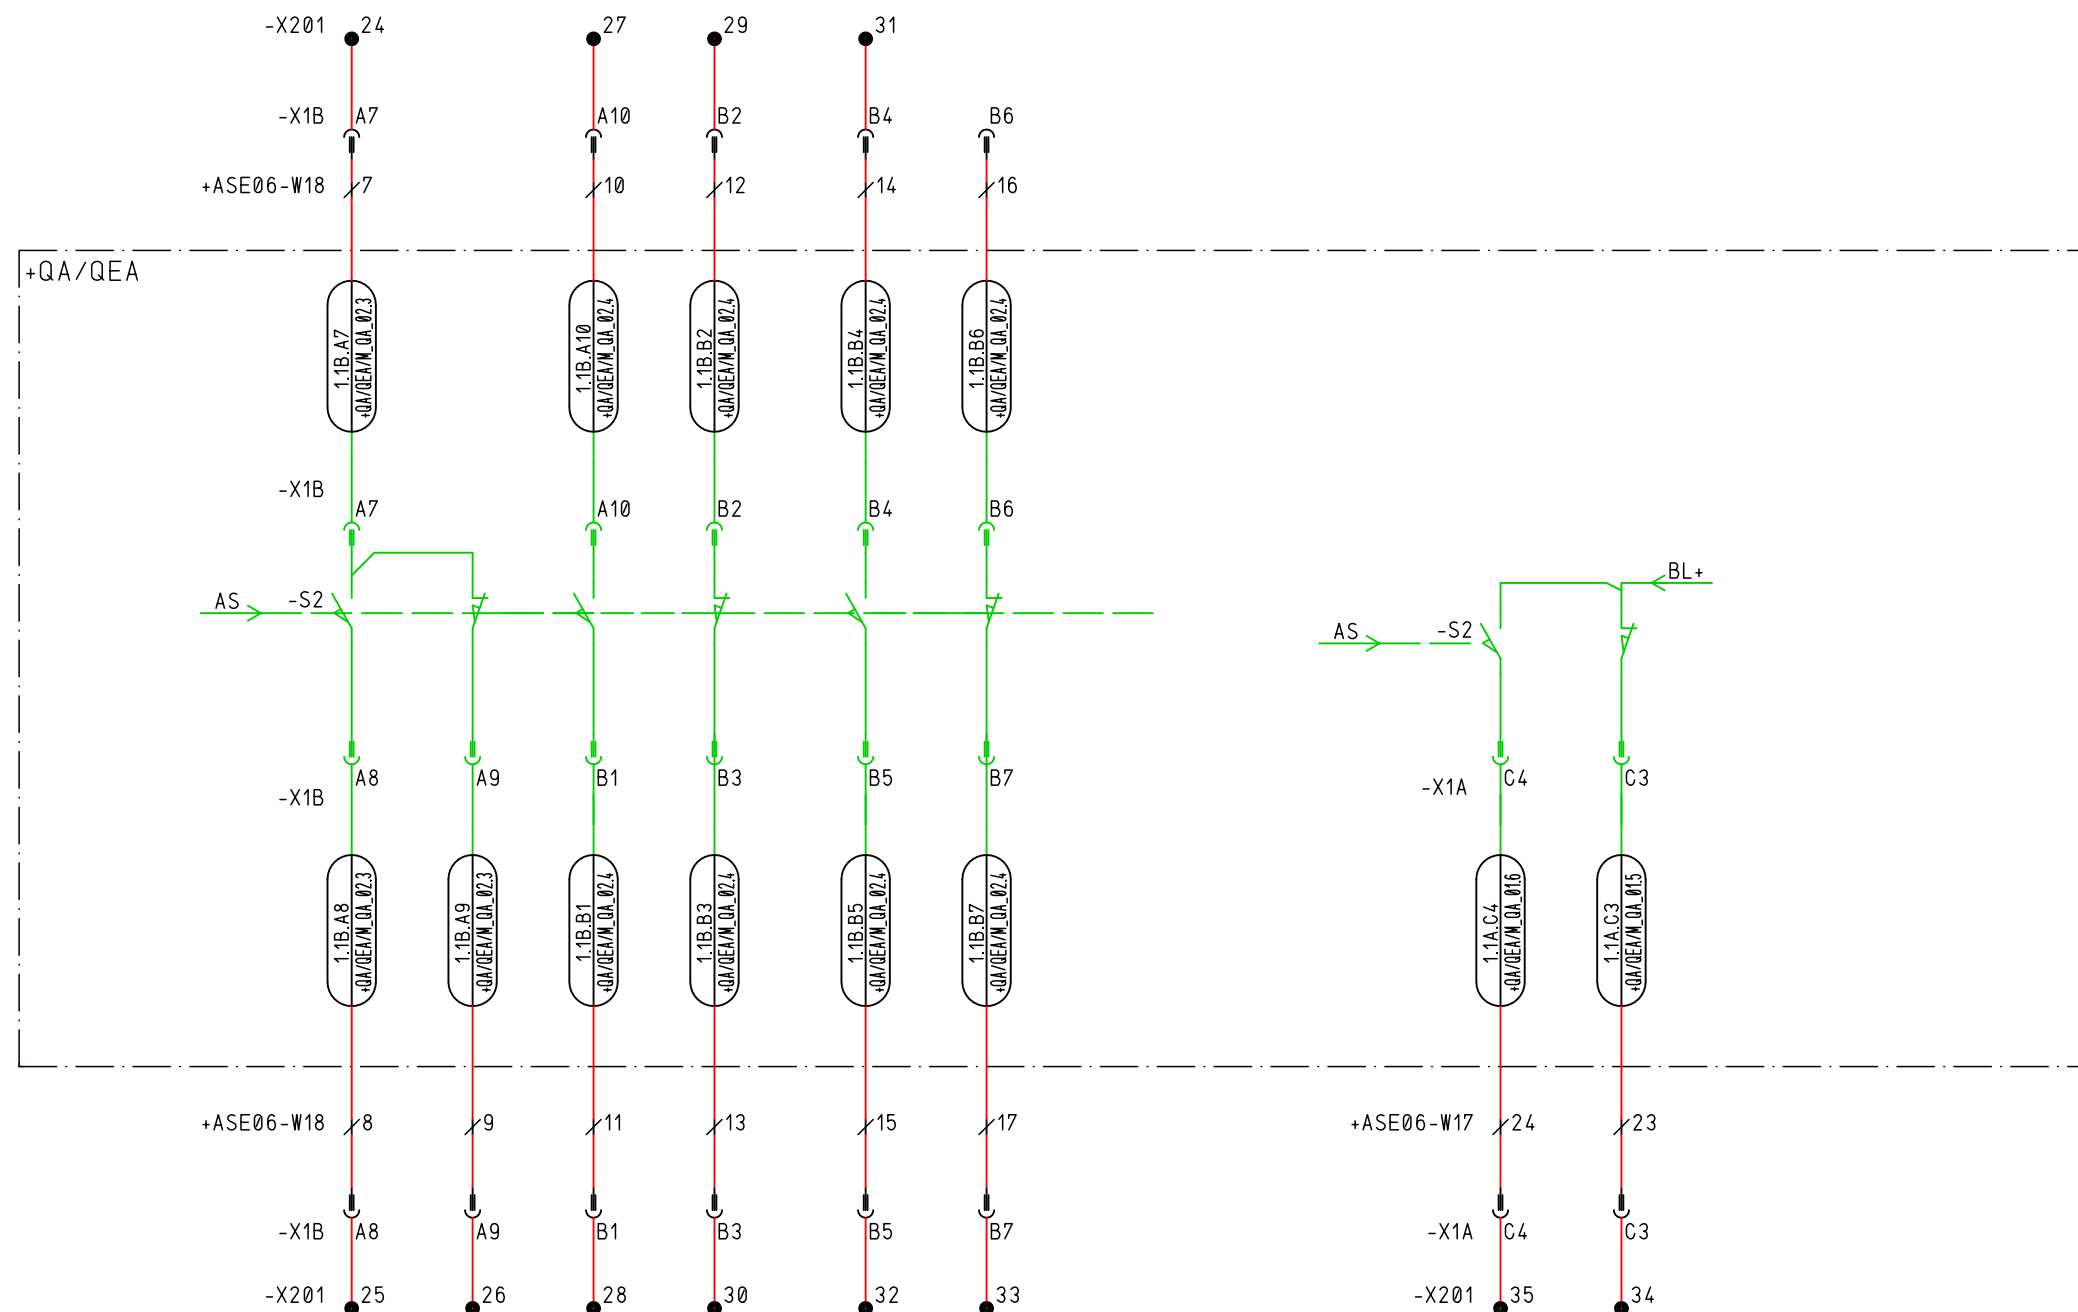 -X201 24 27 29 31
-X1B A7 A10 B2 B4 B6
+ASE06-W18 7 10 12 14 16
+QA/QEA
1.1B.A7
+QA/QEA/M_QA_02.4
1.1B.A10
+QA/QEA/M_QA_02.4
1.1B.B2
+QA/QEA/M_QA_02.4
1.1B.B4
+QA/QEA/M_QA_02.4
1.1B.B6
+QA/QEA/M_QA_02.4
-X1B
A7 A10 B2 B4 B6
BL+
AS -S2
AS -S2
A8 A9 B1 B3 B5 B7 C4 C3
-X1B -X1A
1.1B.A8
+QA/QEA/M_QA_02.3
1.1B.A9
+QA/QEA/M_QA_02.3
1.1B.B1
+QA/QEA/M_QA_02.4
1.1B.B3
+QA/QEA/M_QA_02.4
1.1B.B5
+QA/QEA/M_QA_02.4
1.1B.B7
+QA/QEA/M_QA_02.4
1.1A.C4
+QA/QEA/M_QA_01.6
1.1A.C3
+QA/QEA/M_QA_01.5
+ASE06-W18 8 9 11 13 15 17 +ASE06-W17 24 23
-X1B A8 A9 B1 B3 B5 B7 -X1A C4 C3
-X201 25 26 28 30 32 33 -X201 35 34